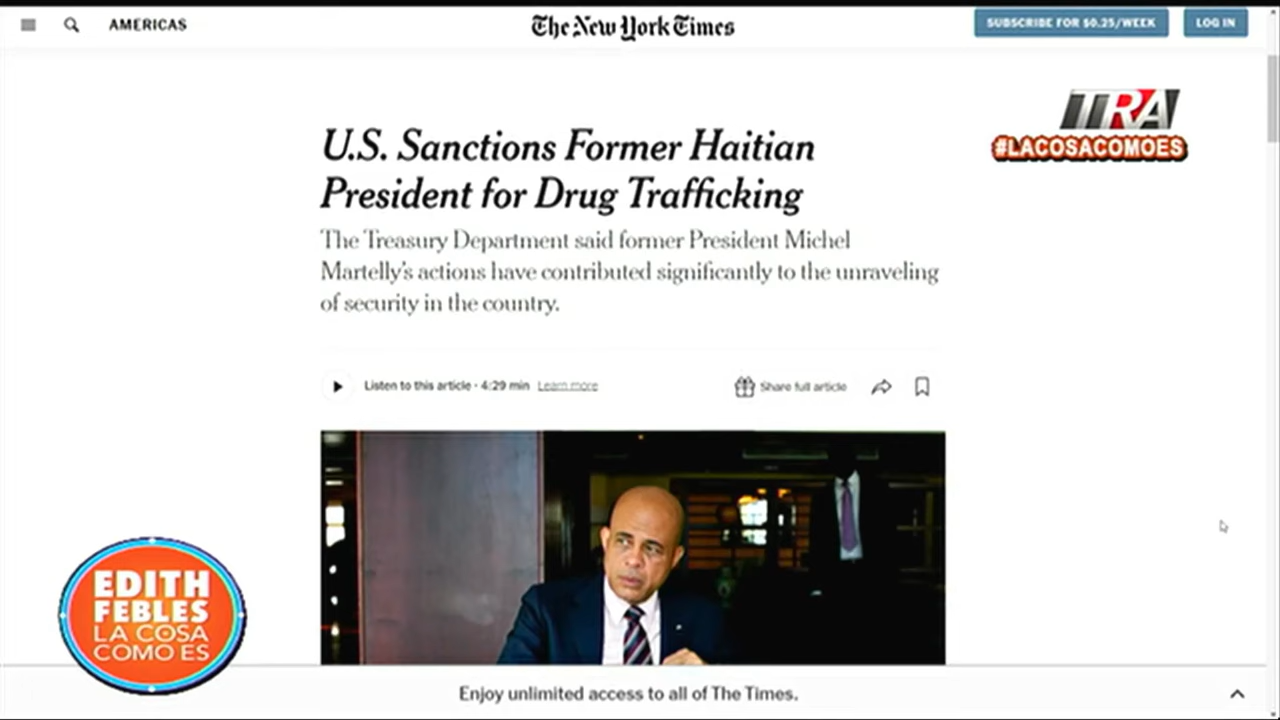 AMERICAS
The New York Times
SUBSCRIBE FOR $0.25/WEEK
LOG IN
TRA
#LACOSACOMOES
U.S. Sanctions Former Haitian
President for Drug Trafficking
The Treasury Department said former President Michel
Martelly's actions have contributed significantly to the unraveling
of security in the country.
Listen to this article · 4:29 min Learn more
Share full article
EDITH
FEBLES
LA COSA
COMO ES
Enjoy unlimited access to all of The Times.